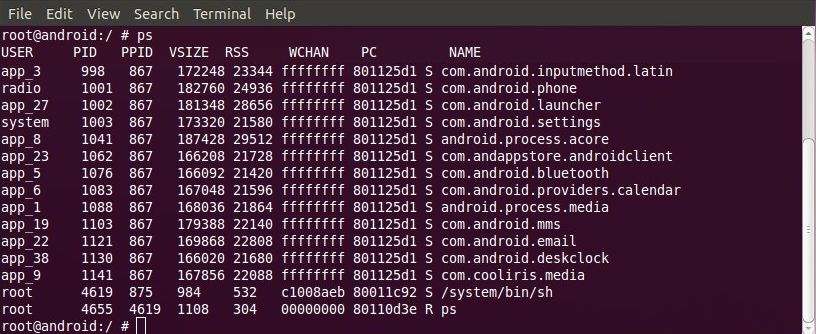 File Edit View Search Terminal Help
root@android:/ # ps
USER     PID   PPID  VSIZE  RSS     WCHAN    PC         NAME
app_3     998   867   172248 23344 ffffffff 801125d1 S com.android.inputmethod.latin
radio     1001  867   182760 24936 ffffffff 801125d1 S com.android.phone
app_27    1002  867   181348 28656 ffffffff 801125d1 S com.android.launcher
system    1003  867   173320 21580 ffffffff 801125d1 S com.android.settings
app_8     1041  867   187428 29512 ffffffff 801125d1 S android.process.acore
app_23    1062  867   166208 21728 ffffffff 801125d1 S com.andappstore.androidclient
app_5     1076  867   166092 21420 ffffffff 801125d1 S com.android.bluetooth
app_6     1083  867   167048 21596 ffffffff 801125d1 S com.android.providers.calendar
app_1     1088  867   168036 21864 ffffffff 801125d1 S android.process.media
app_19    1103  867   179388 22140 ffffffff 801125d1 S com.android.mms
app_22    1121  867   169868 22808 ffffffff 801125d1 S com.android.email
app_38    1130  867   166020 21680 ffffffff 801125d1 S com.android.deskclock
app_9     1141  867   167856 22088 ffffffff 801125d1 S com.cooliris.media
root      4619  875   984    532   c1008aeb 80011c92 S /system/bin/sh
root      4655  4619  1108   304   00000000 80110d3e R ps
root@android:/ #